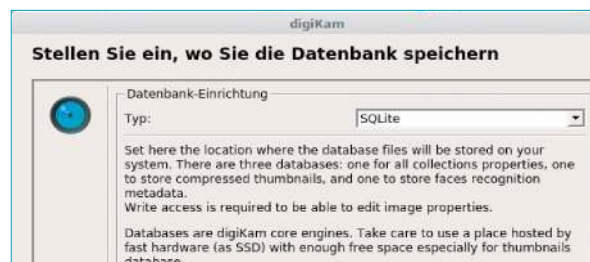 digiKam
Stellen Sie ein, wo Sie die Datenbank speichern
Datenbank-Einrichtung
Typ: SQLite
Set here the location where the database files will be stored on your
system. There are three databases: one for all collections properties, one
to store compressed thumbnails, and one to store faces recognition
metadata.
Write access is required to be able to edit image properties.
Databases are digiKam core engines. Take care to use a place hosted by
fast hardware (as SSD) with enough free space especially for thumbnails
database.